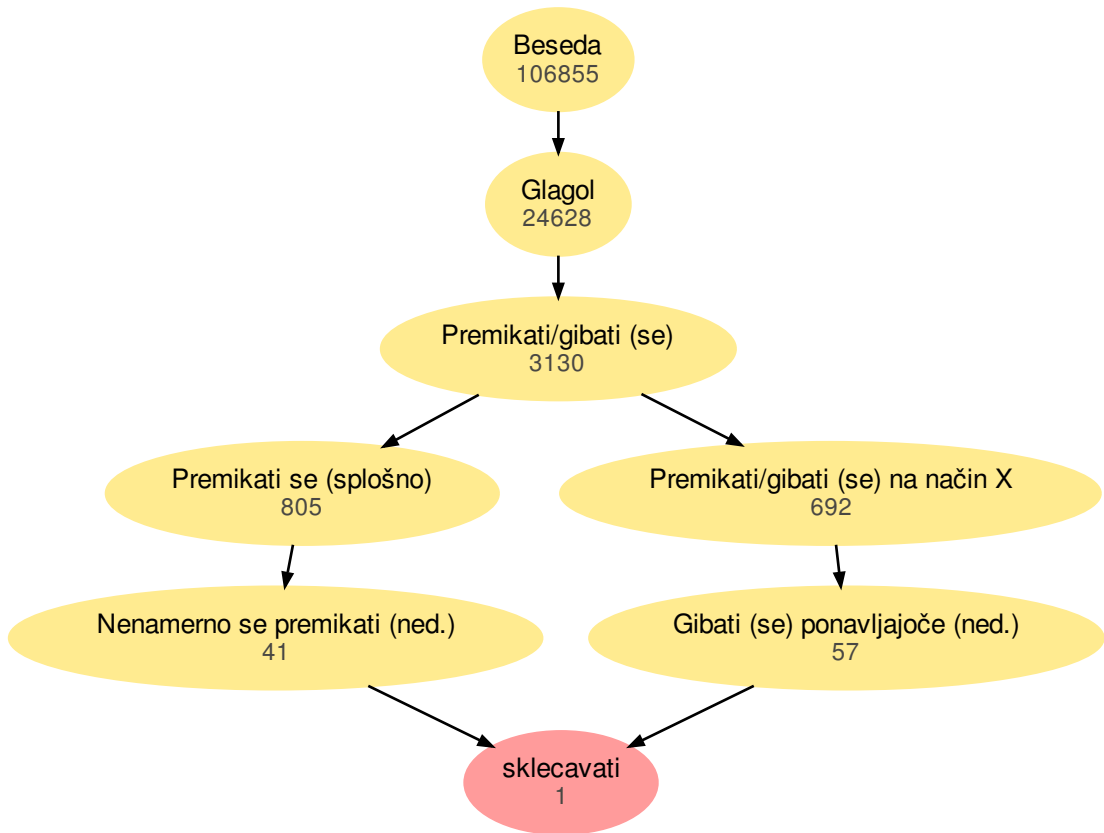 Beseda
106855
Glagol
24628
Premikati/gibati (se)
3130
Premikati se (splošno)
805
Premikati/gibati (se) na način X
692
Nenamerno se premikati (ned.)
41
Gibati (se) ponavljajoče (ned.)
57
sklecavati
1